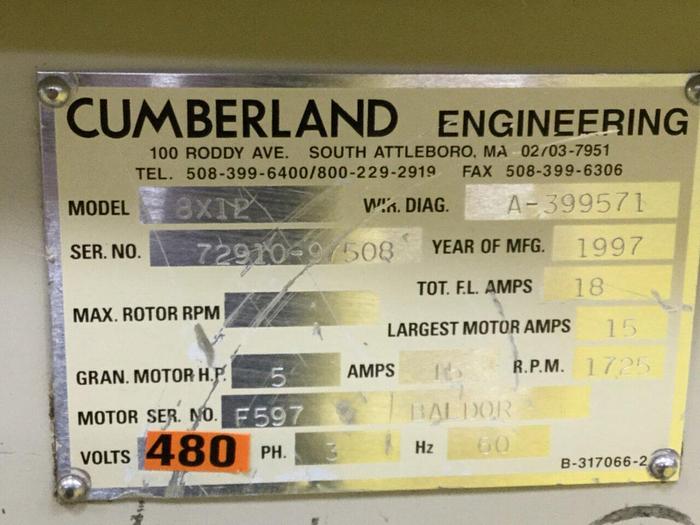 CUMBERLAND ENGINEERING
100 RODDY AVE. SOUTH ATTLEBORO, MA 02703-7951
TEL. 508-399-6400/800-229-2919 FAX 508-399-6306
MODEL 8X12 WIR. DIAG. A-399571
SER. NO. 72910-97508 YEAR OF MFG. 1997
TOT. F.L. AMPS 18
MAX. ROTOR RPM
LARGEST MOTOR AMPS 15
GRAN. MOTOR H.P. 5 AMPS 15 R.P.M. 1725
MOTOR SER. NO. F597 BALDOR
VOLTS 480 PH. 3 Hz 60
B-317066-2